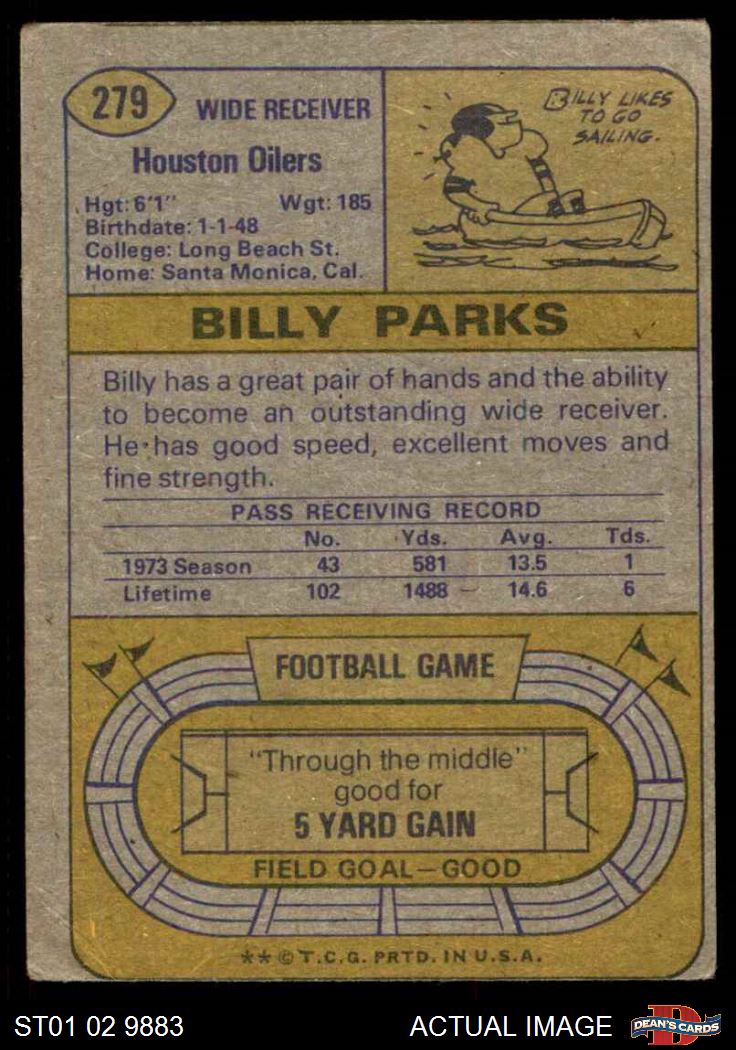 279
WIDE RECEIVER
Houston Oilers
Hgt: 6'1" Wgt: 185
Birthdate: 1-1-48
College: Long Beach St.
Home: Santa Monica, Cal.
BILLY LIKES
TO GO
SAILING.
BILLY PARKS
Billy has a great pair of hands and the ability
to become an outstanding wide receiver.
He has good speed, excellent moves and
fine strength.
PASS RECEIVING RECORD
No. Yds. Avg. Tds.
1973 Season 43 581 13.5 1
Lifetime 102 1488 14.6 6
FOOTBALL GAME
"Through the middle"
good for
5 YARD GAIN
FIELD GOAL—GOOD
** © T.C.G. PRTD. IN U.S.A.
ST01 02 9883
ACTUAL IMAGE
D
DEAN'S CARDS